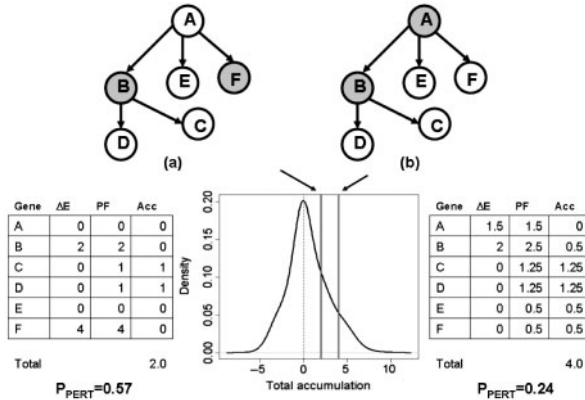 A
A
B
E
F
B
E
F
D
C
D
C
(a)
(b)
Gene ΔE PF Acc
A 0 0 0
B 2 2 0
C 0 1 1
D 0 1 1
E 0 0 0
F 4 4 0
Total 2.0
P_PERT=0.57
Density
0.20
0.15
0.10
0.05
0.00
−5 0 5 10
Total accumulation
Gene ΔE PF Acc
A 1.5 1.5 0
B 2 2.5 0.5
C 0 1.25 1.25
D 0 1.25 1.25
E 0 0.5 0.5
F 0 0.5 0.5
Total 4.0
P_PERT=0.24